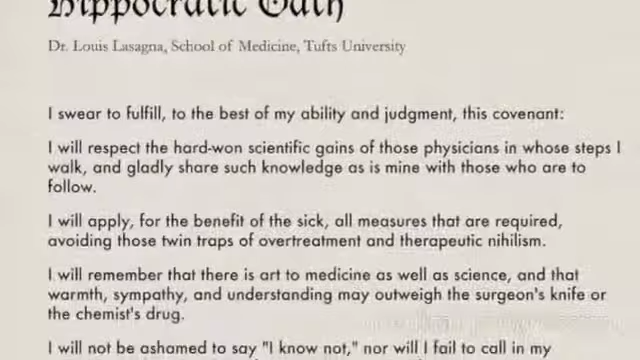 Hippocratic Oath
Dr. Louis Lasagna, School of Medicine, Tufts University
I swear to fulfill, to the best of my ability and judgment, this covenant:
I will respect the hard-won scientific gains of those physicians in whose steps I
walk, and gladly share such knowledge as is mine with those who are to
follow.
I will apply, for the benefit of the sick, all measures that are required,
avoiding those twin traps of overtreatment and therapeutic nihilism.
I will remember that there is art to medicine as well as science, and that
warmth, sympathy, and understanding may outweigh the surgeon's knife or
the chemist's drug.
I will not be ashamed to say "I know not," nor will I fail to call in my